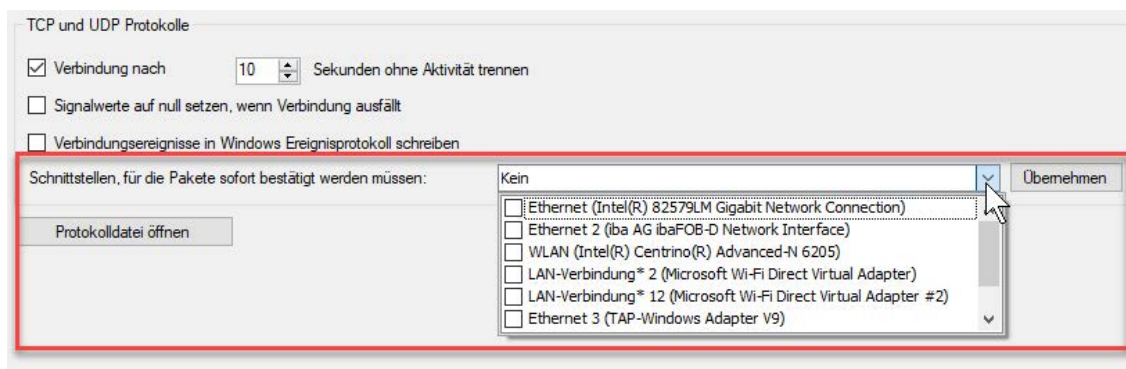 TCP und UDP Protokolle
Verbindung nach 10 Sekunden ohne Aktivität trennen
Signalwerte auf null setzen, wenn Verbindung ausfällt
Verbindungsereignisse in Windows Ereignisprotokoll schreiben
Schnittstellen, für die Pakete sofort bestätigt werden müssen: Kein Übernehmen
Ethernet (Intel(R) 82579LM Gigabit Network Connection)
Protokolldatei öffnen Ethernet 2 (iba AG ibaFOB-D Network Interface)
WLAN (Intel(R) Centrino(R) Advanced-N 6205)
LAN-Verbindung* 2 (Microsoft Wi-Fi Direct Virtual Adapter)
LAN-Verbindung* 12 (Microsoft Wi-Fi Direct Virtual Adapter #2)
Ethernet 3 (TAP-Windows Adapter V9)